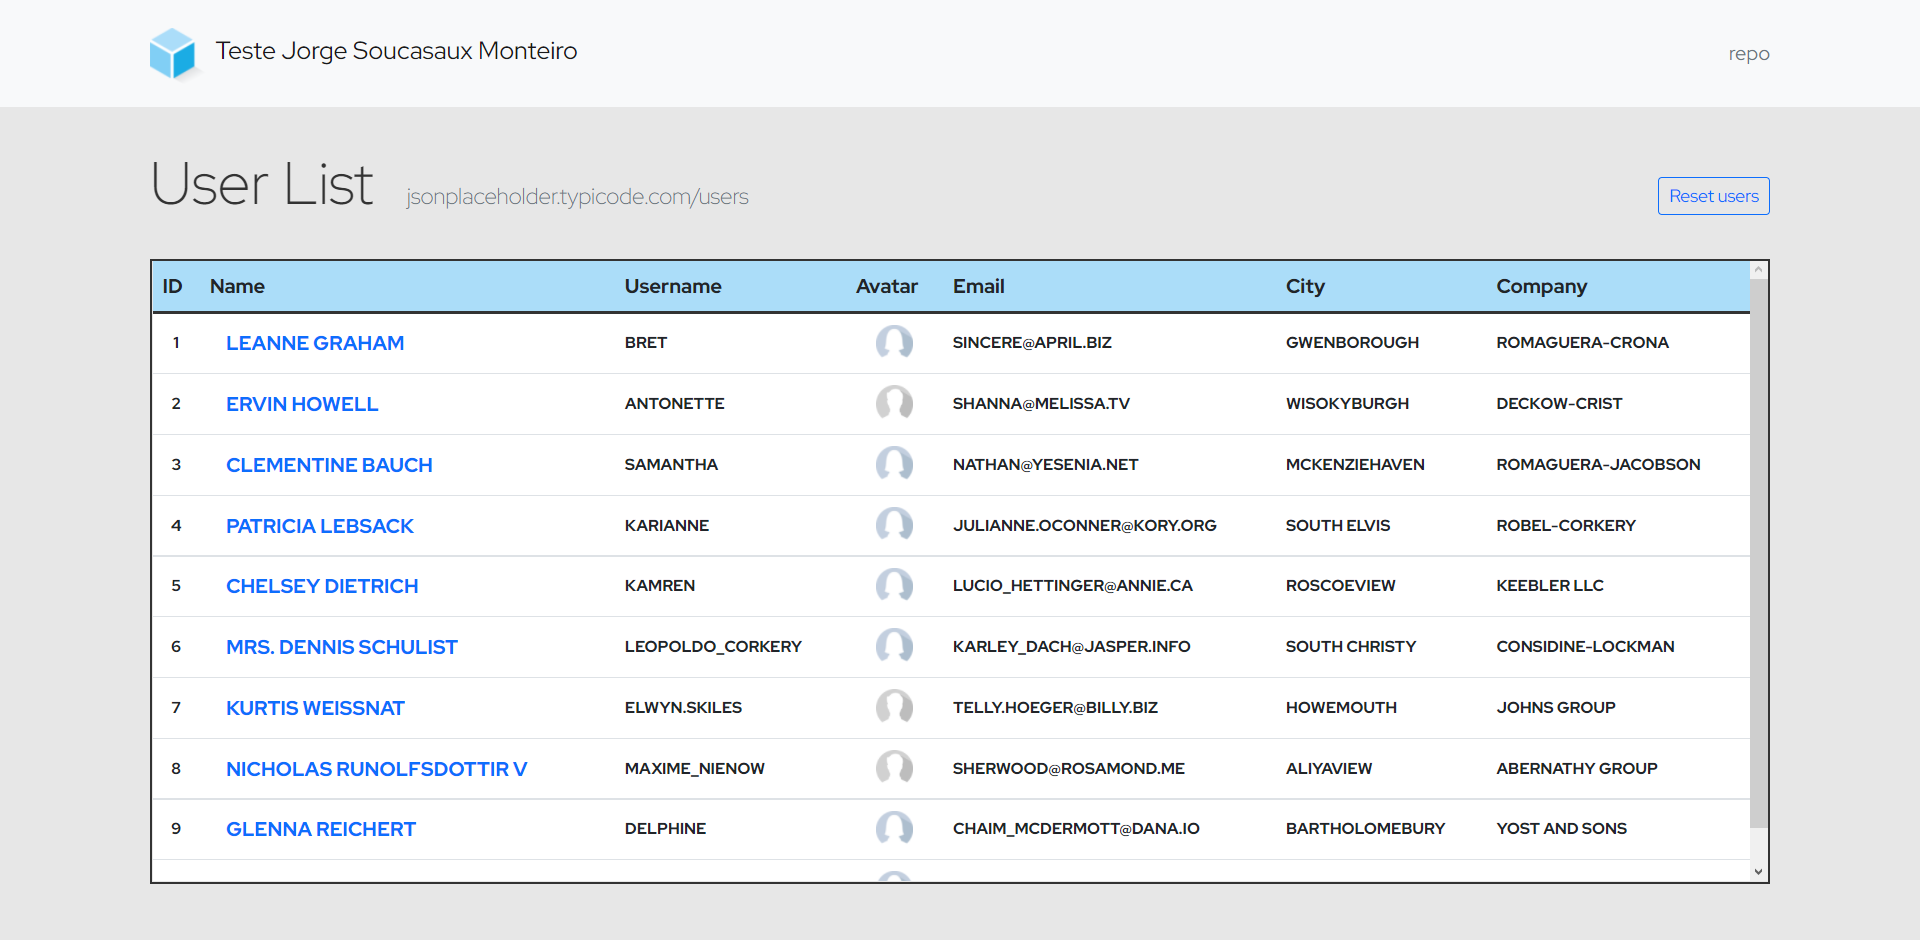 Teste Jorge Soucasaux Monteiro
repo
User List jsonplaceholder.typicode.com/users
Reset users
ID Name Username Avatar Email City Company
1 LEANNE GRAHAM BRET SINCERE@APRIL.BIZ GWENBOROUGH ROMAGUERA-CRONA
2 ERVIN HOWELL ANTONETTE SHANNA@MELISSA.TV WISOKYBURGH DECKOW-CRIST
3 CLEMENTINE BAUCH SAMANTHA NATHAN@YESENIA.NET MCKENZIEHAVEN ROMAGUERA-JACOBSON
4 PATRICIA LEBSACK KARIANNE JULIANNE.OCONNER@KORY.ORG SOUTH ELVIS ROBEL-CORKERY
5 CHELSEY DIETRICH KAMREN LUCIO_HETTINGER@ANNIE.CA ROSCOEVIEW KEEBLER LLC
6 MRS. DENNIS SCHULIST LEOPOLDO_CORKERY KARLEY_DACH@JASPER.INFO SOUTH CHRISTY CONSIDINE-LOCKMAN
7 KURTIS WEISSNAT ELWYN.SKILES TELLY.HOEGER@BILLY.BIZ HOWEMOUTH JOHNS GROUP
8 NICHOLAS RUNOLFSDOTTIR V MAXIME_NIENOW SHERWOOD@ROSAMOND.ME ALIYAVIEW ABERNATHY GROUP
9 GLENNA REICHERT DELPHINE CHAIM_MCDERMOTT@DANA.IO BARTHOLOMEBURY YOST AND SONS